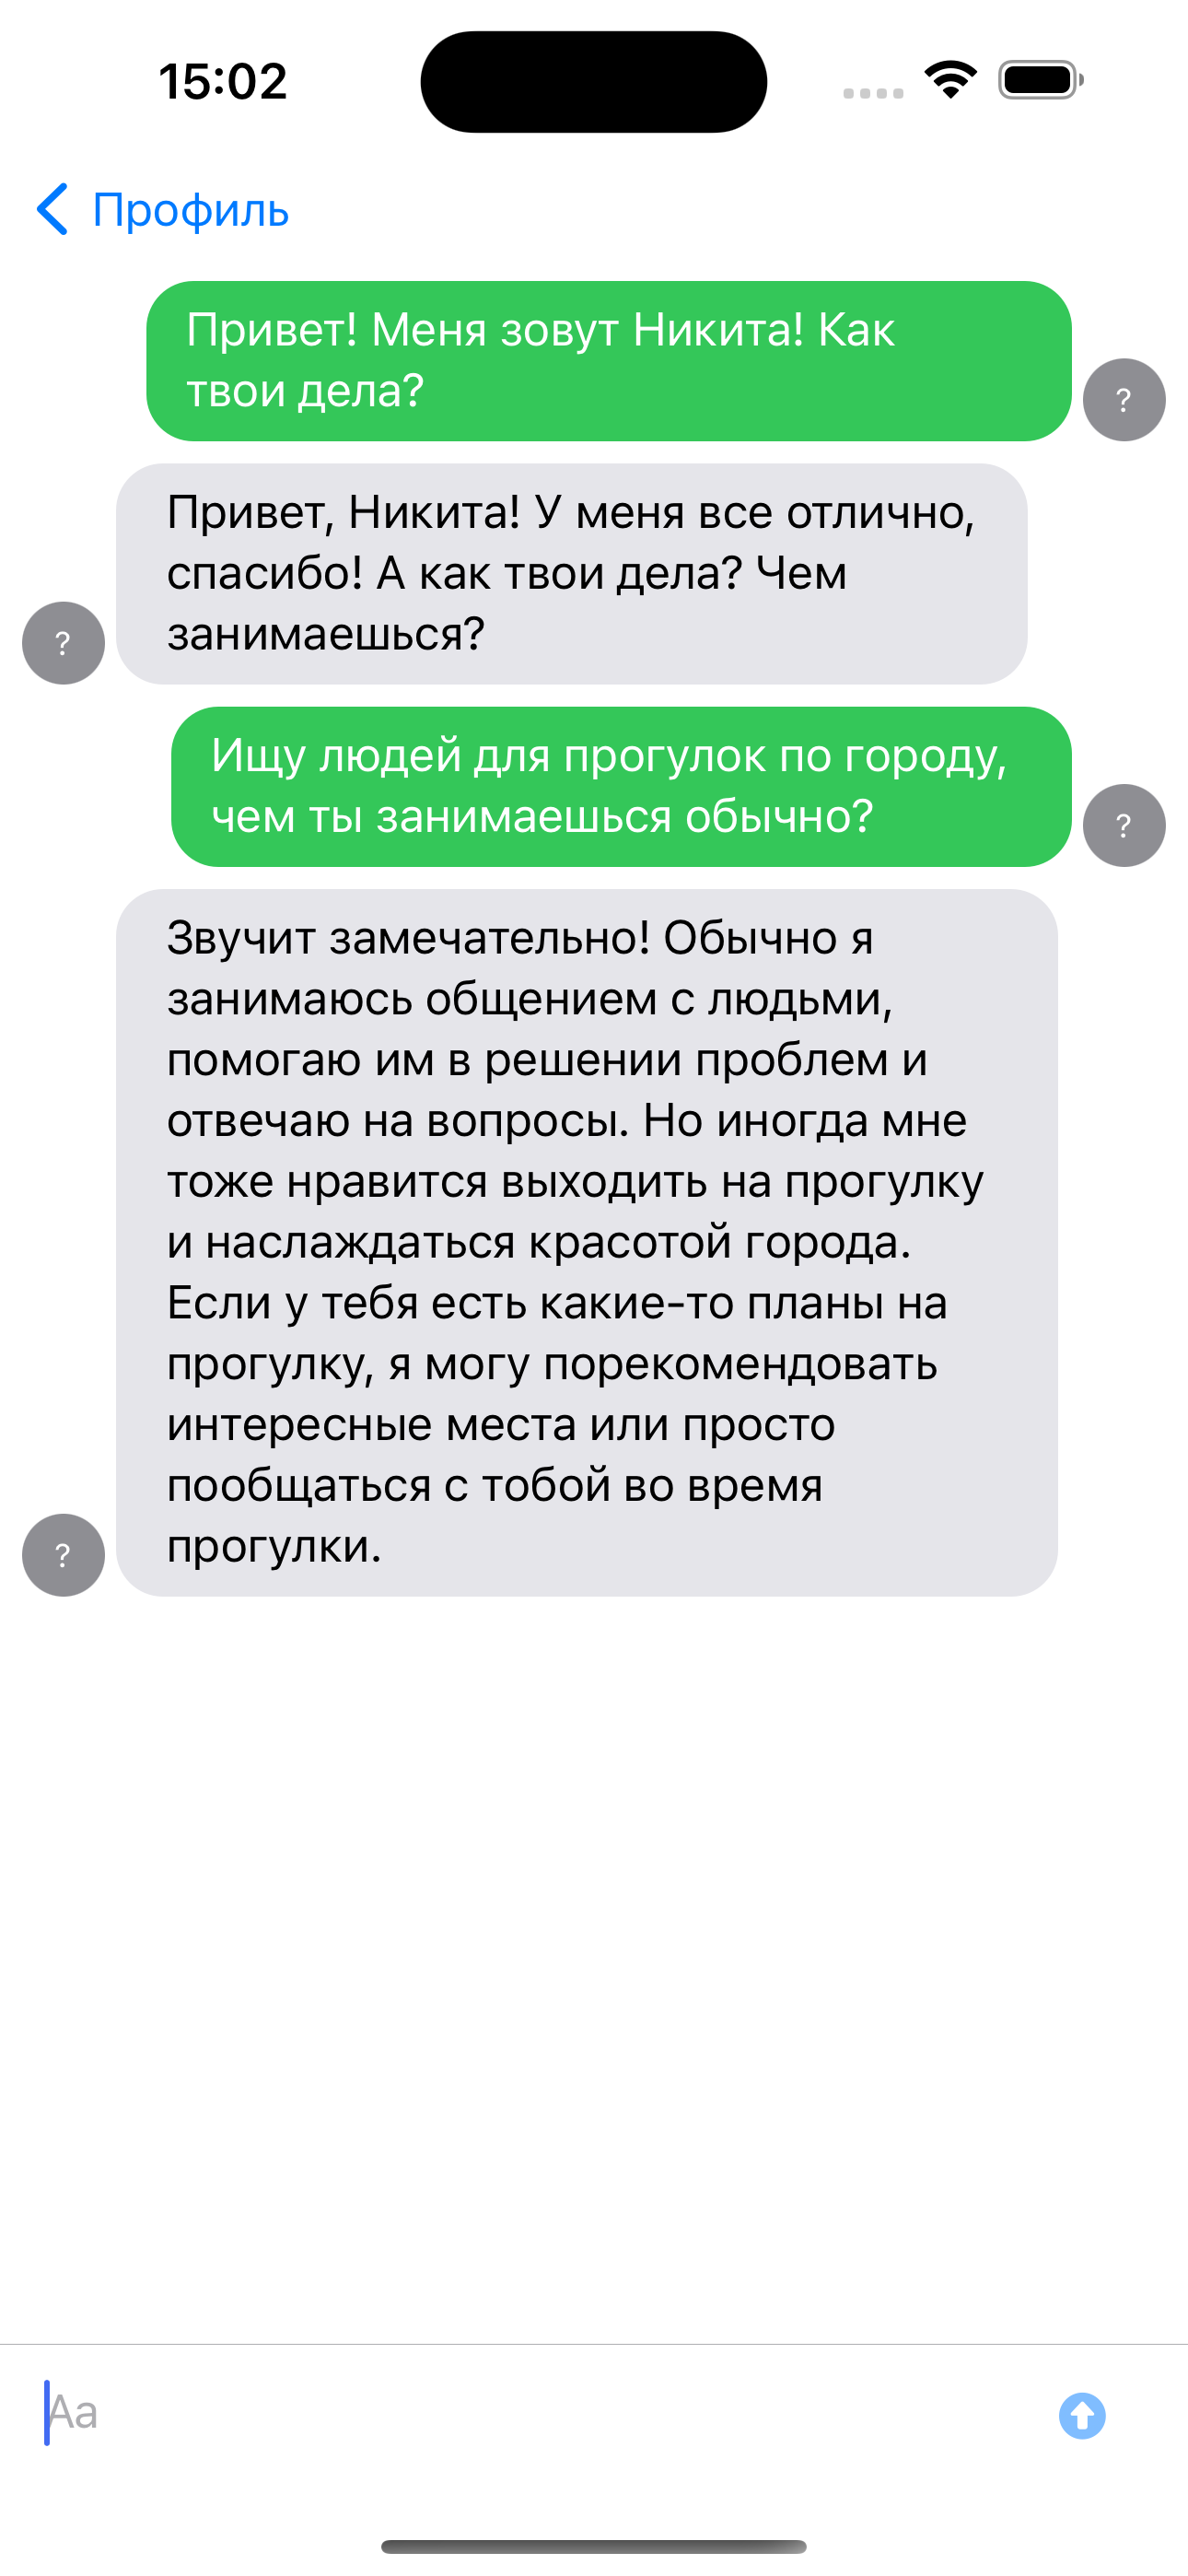 15:02
Профиль
Привет! Меня зовут Никита! Как
твои дела?
?
Привет, Никита! У меня все отлично,
спасибо! А как твои дела? Чем
занимаешься?
?
Ищу людей для прогулок по городу,
чем ты занимаешься обычно?
?
Звучит замечательно! Обычно я
занимаюсь общением с людьми,
помогаю им в решении проблем и
отвечаю на вопросы. Но иногда мне
тоже нравится выходить на прогулку
и наслаждаться красотой города.
Если у тебя есть какие-то планы на
прогулку, я могу порекомендовать
интересные места или просто
пообщаться с тобой во время
прогулки.
?
Aa